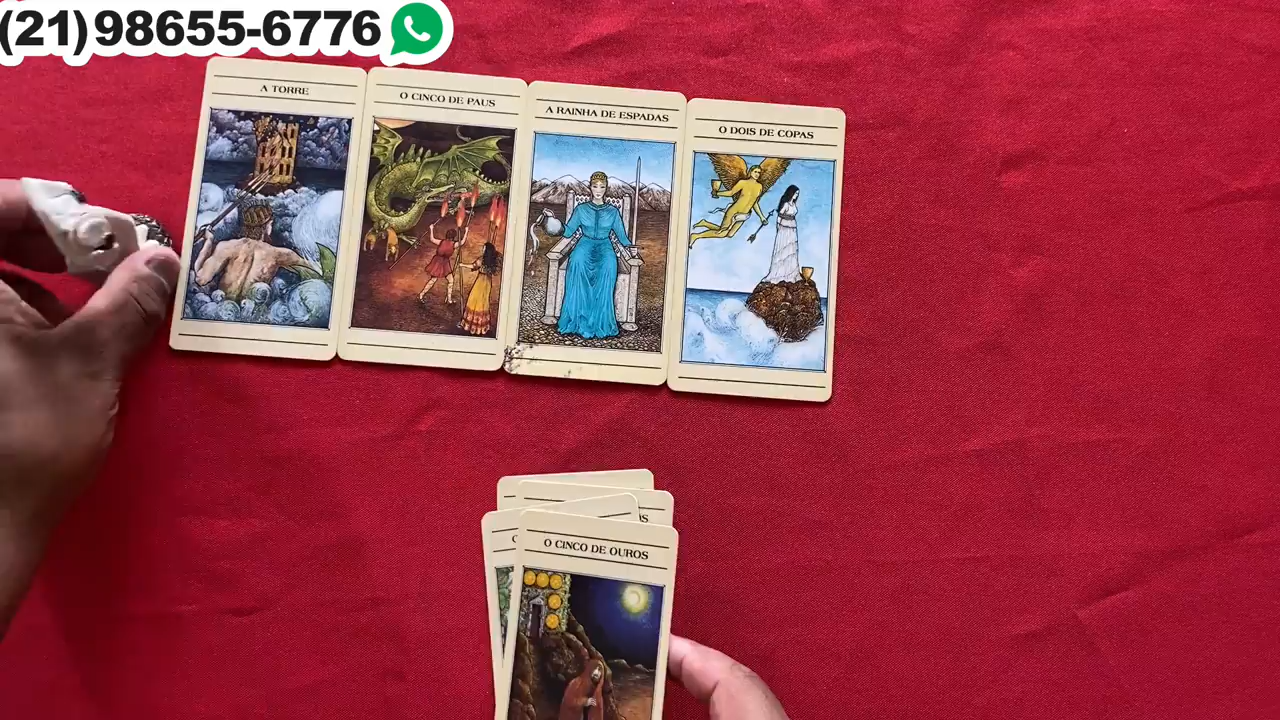 (21)98655-6776
A TORRE
O CINCO DE PAUS
A RAINHA DE ESPADAS
O DOIS DE COPAS
O CINCO DE OUROS